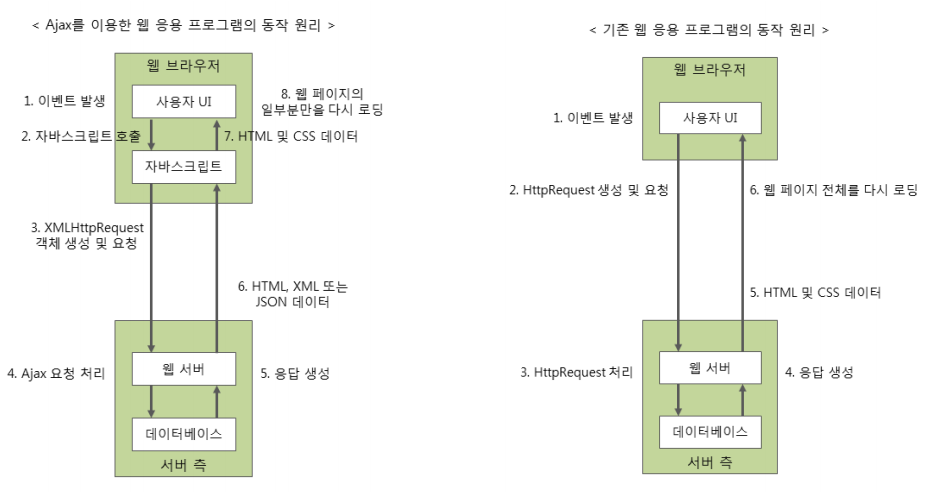 < Ajax를 이용한 웹 응용 프로그램의 동작 원리 >
웹 브라우저
1. 이벤트 발생
사용자 UI
8. 웹 페이지의
일부분만을 다시 로딩
2. 자바스크립트 호출
7. HTML 및 CSS 데이터
자바스크립트
3. XMLHttpRequest
객체 생성 및 요청
6. HTML, XML 또는
JSON 데이터
4. Ajax 요청 처리
웹 서버
5. 응답 생성
데이터베이스
서버 측
< 기존 웹 응용 프로그램의 동작 원리 >
웹 브라우저
1. 이벤트 발생
사용자 UI
2. HttpRequest 생성 및 요청
6. 웹 페이지 전체를 다시 로딩
5. HTML 및 CSS 데이터
3. HttpRequest 처리
웹 서버
4. 응답 생성
데이터베이스
서버 측